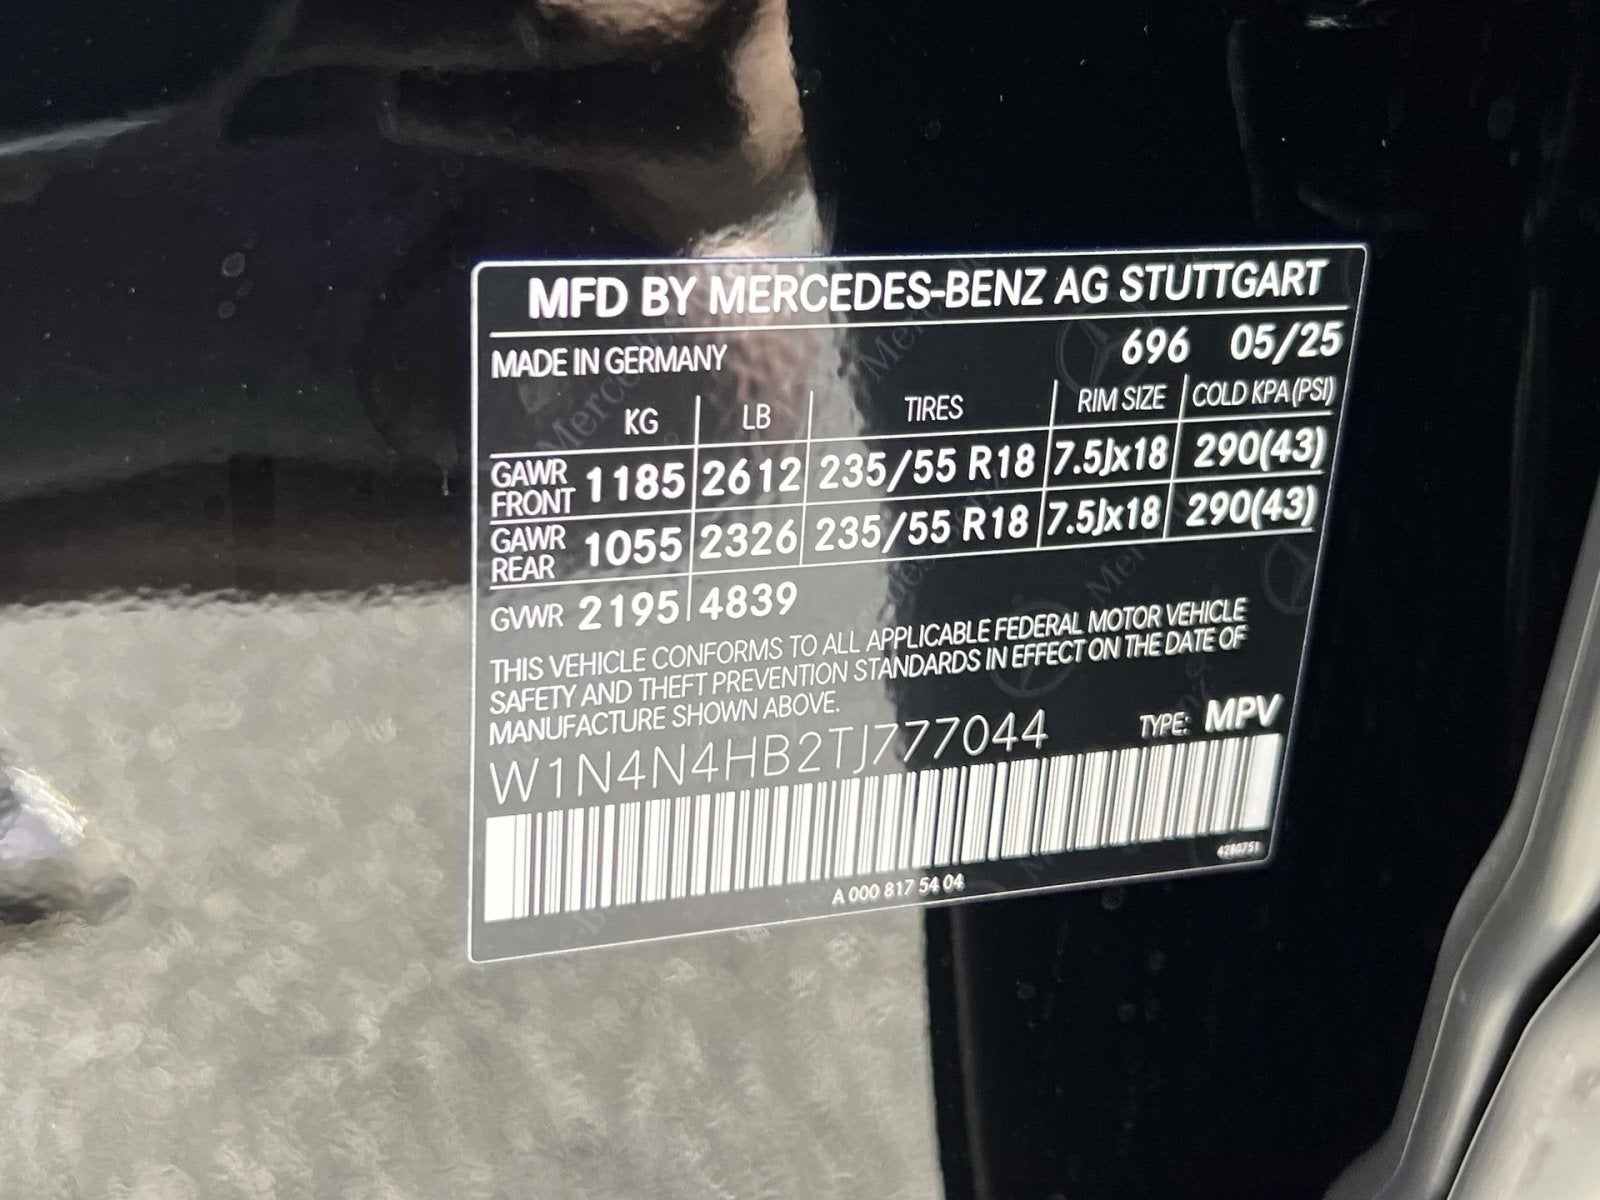 MFD BY MERCEDES-BENZ AG STUTTGART
MADE IN GERMANY 696 05/25
KG LB TIRES RIM SIZE COLD KPA(PSI)
GAWR FRONT 1185 2612 235/55 R18 7.5Jx18 290(43)
GAWR REAR 1055 2326 235/55 R18 7.5Jx18 290(43)
GVWR 2195 4839
THIS VEHICLE CONFORMS TO ALL APPLICABLE FEDERAL MOTOR VEHICLE
SAFETY AND THEFT PREVENTION STANDARDS IN EFFECT ON THE DATE OF
MANUFACTURE SHOWN ABOVE.
W1N4N4HB2TJ777044 TYPE: MPV
4280751
A 000 817 54 04